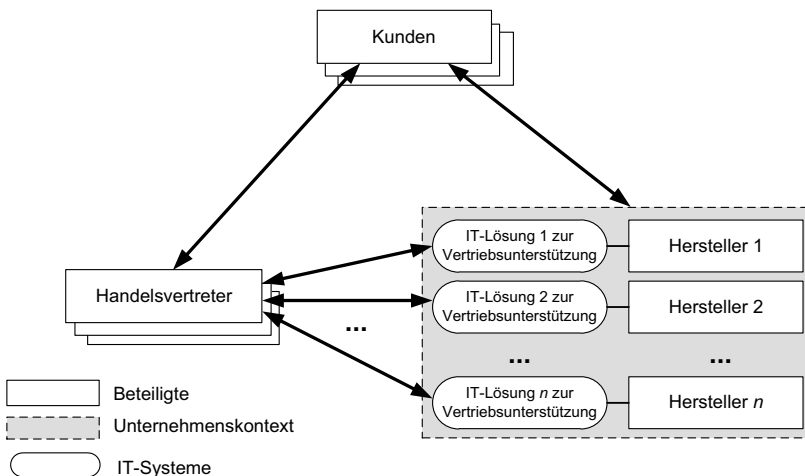 Kunden
IT-Lösung 1 zur
Vertriebsunterstützung
Hersteller 1
Handelsvertreter
IT-Lösung 2 zur
Vertriebsunterstützung
Hersteller 2
...
...
...
IT-Lösung n zur
Vertriebsunterstützung
Hersteller n
Beteiligte
Unternehmenskontext
IT-Systeme